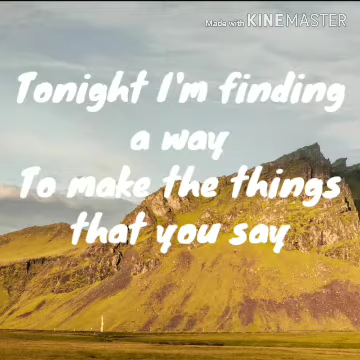 Made with KINEMASTER
Tonight I'm finding
a way
To make the things
that you say